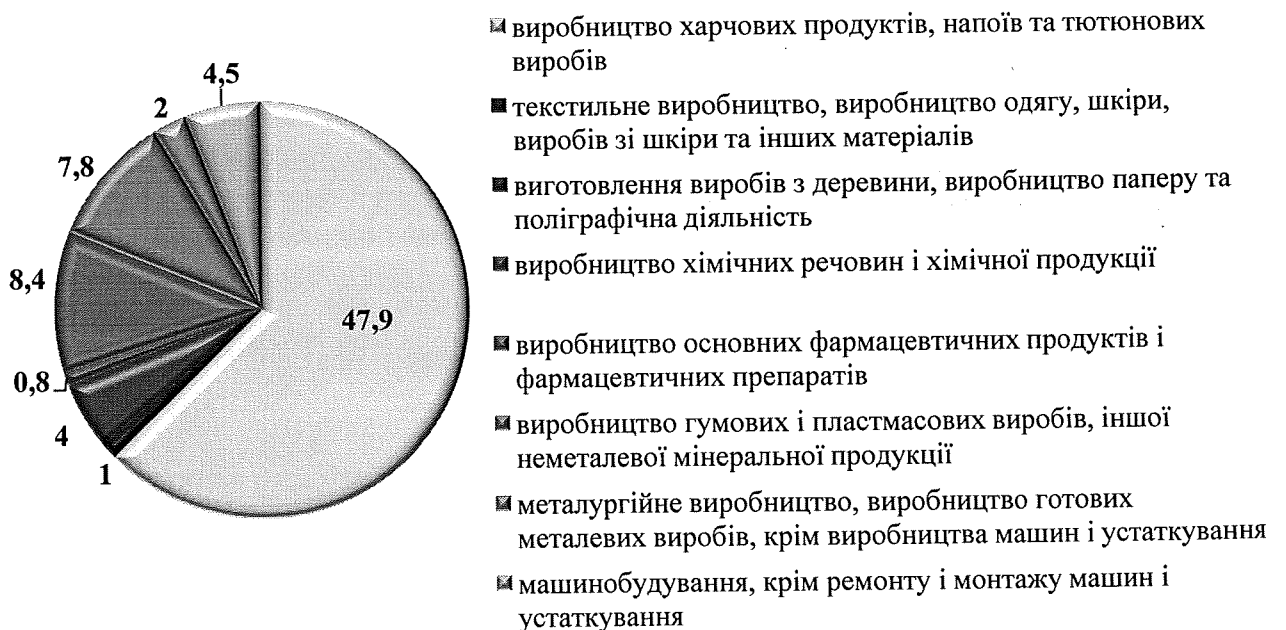 виробництво харчових продуктів, напоїв та тютюнових
виробів
текстильне виробництво, виробництво одягу, шкіри,
виробів зі шкіри та інших матеріалів
виготовлення виробів з деревини, виробництво паперу та
поліграфічна діяльність
виробництво хімічних речовин і хімічної продукції
виробництво основних фармацевтичних продуктів і
фармацевтичних препаратів
виробництво гумових і пластмасових виробів, іншої
неметалевої мінеральної продукції
металургійне виробництво, виробництво готових
металевих виробів, крім виробництва машин і устаткування
машинобудування, крім ремонту і монтажу машин і
устаткування
4,5
2
7,8
8,4
0,8
4
1
47,9